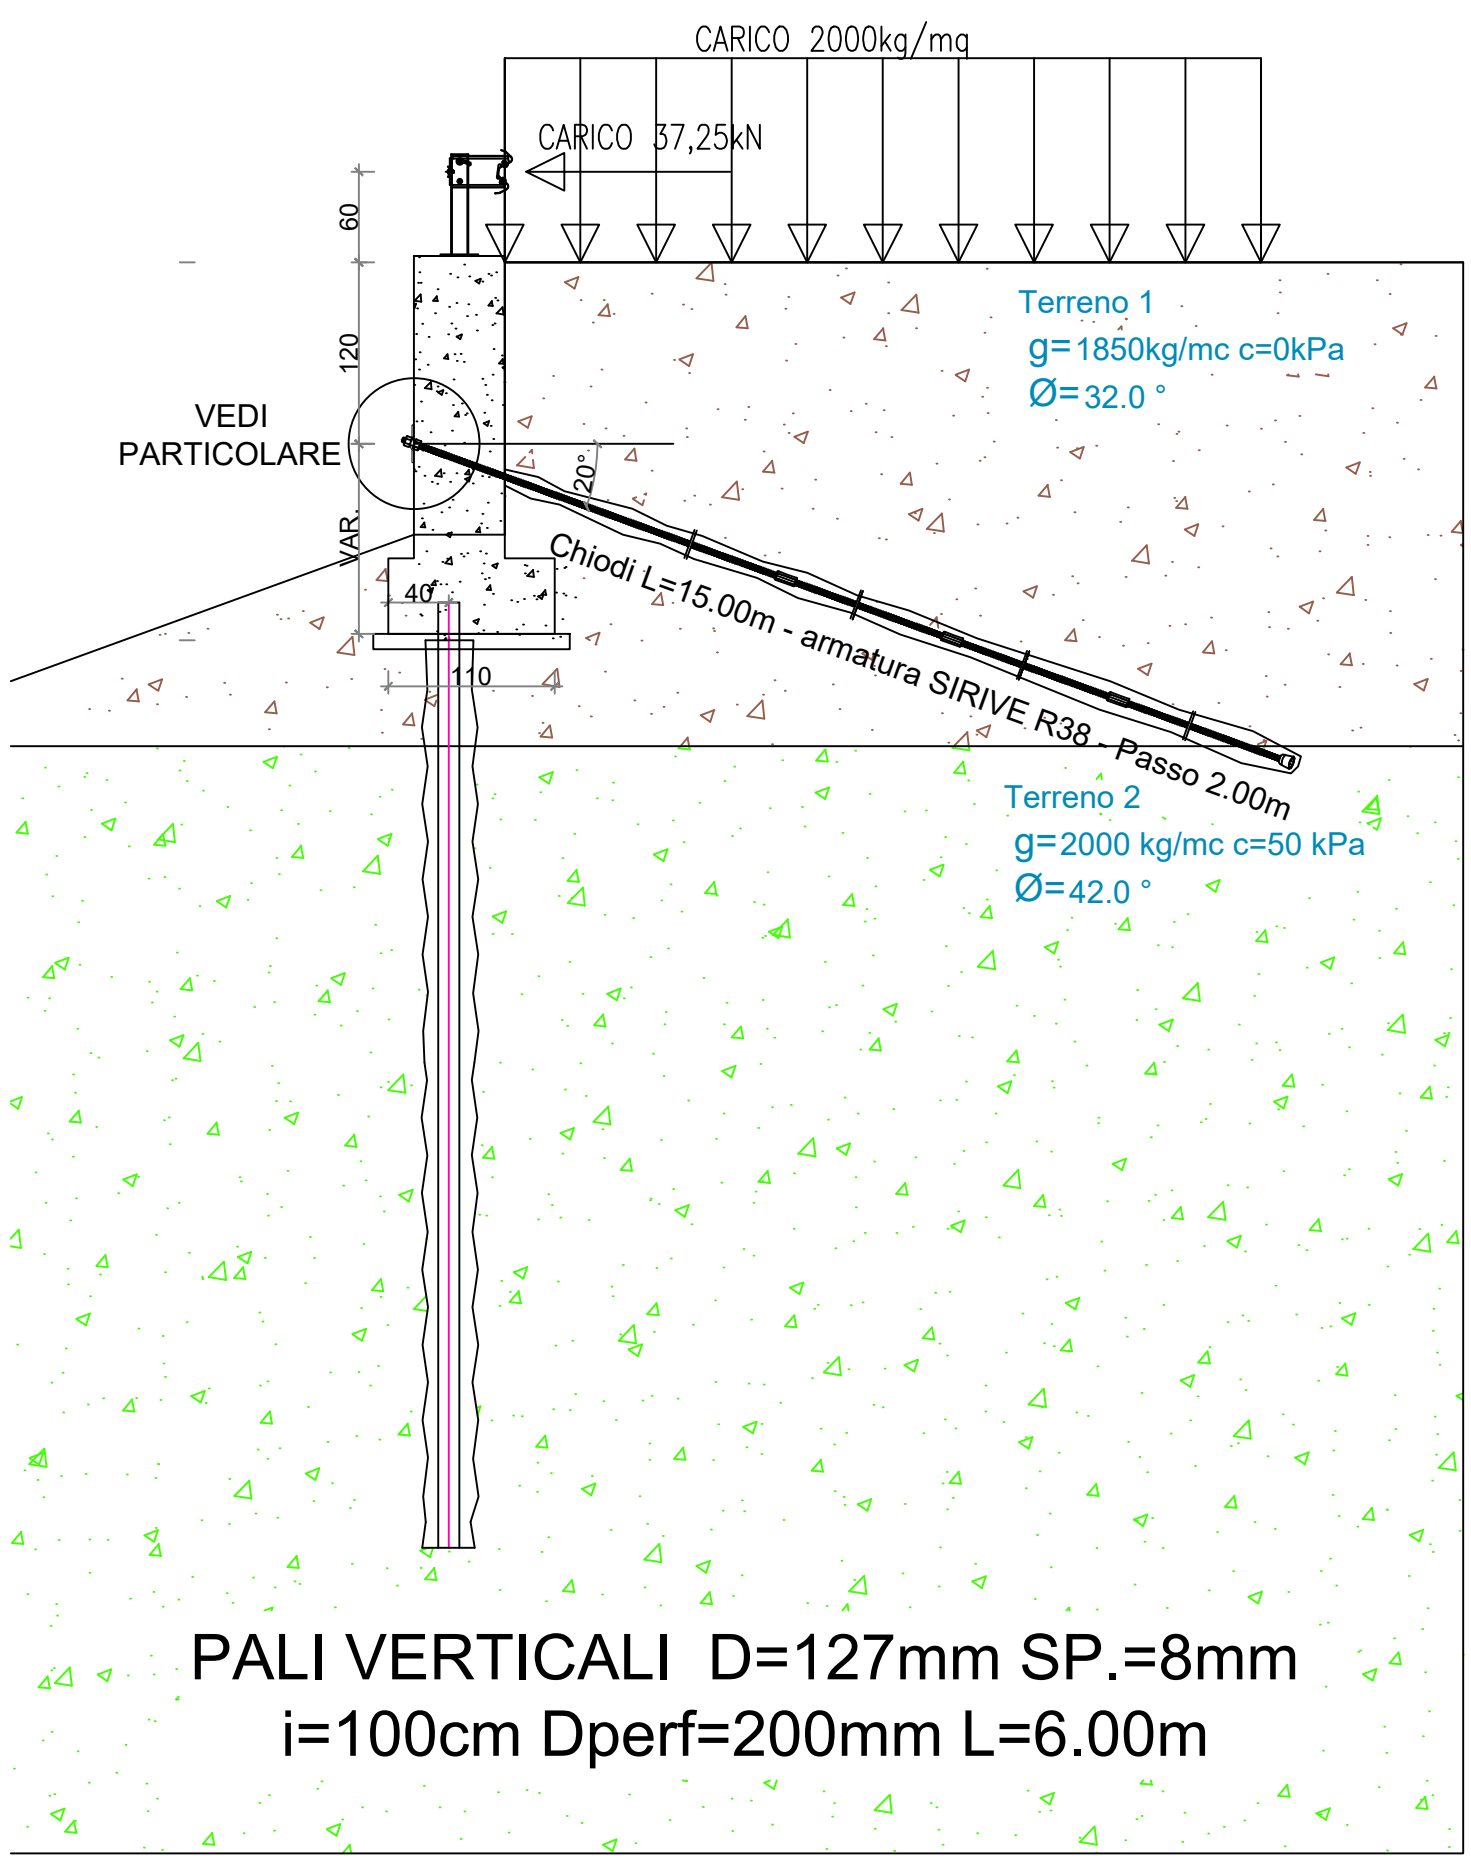 CARICO 2000kg/mq
CARICO 37,25kN
60
120
VAR.
VEDI
PARTICOLARE
20°
Terreno 1
g=1850kg/mc c=0kPa
Ø=32.0 °
Chiodi L=15.00m - armatura SIRIVE R38 - Passo 2.00m
40
110
Terreno 2
g=2000 kg/mc c=50 kPa
Ø=42.0 °
PALI VERTICALI D=127mm SP.=8mm
i=100cm Dperf=200mm L=6.00m